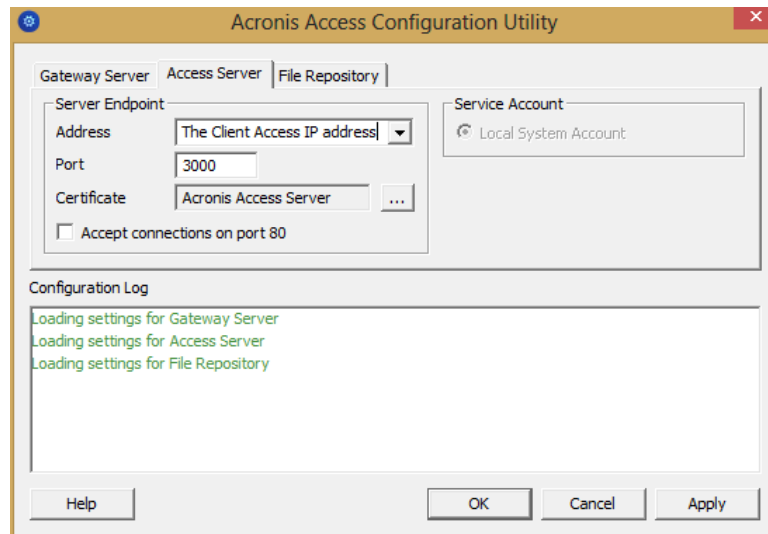 Acronis Access Configuration Utility
Gateway Server Access Server File Repository
Server Endpoint
Address The Client Access IP address
Port 3000
Certificate Acronis Access Server ...
Accept connections on port 80
Service Account
Local System Account
Configuration Log
Loading settings for Gateway Server
Loading settings for Access Server
Loading settings for File Repository
Help OK Cancel Apply